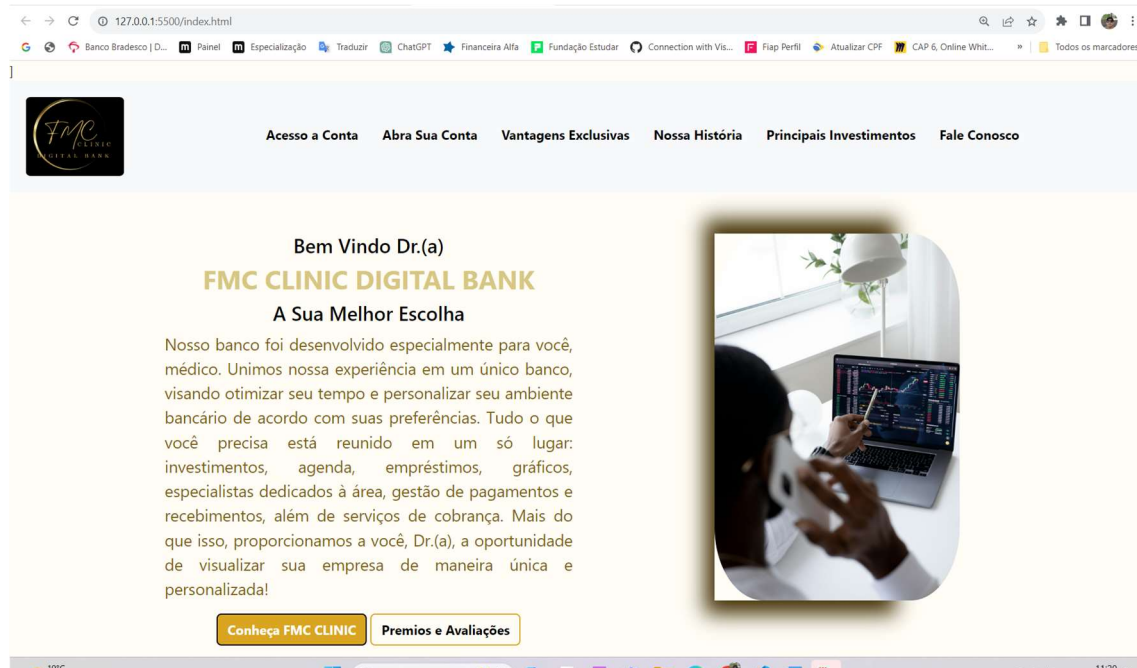 127.0.0.1:5500/index.html
Banco Bradesco | D... Painel Especialização Traduzir ChatGPT Financeira Alfa Fundação Estudar Connection with Vis... Fiap Perfil Atualizar CPF CAP 6, Online Whit... » Todos os marcadores
]
FMC
CLINIC
DIGITAL BANK
Acesso a Conta Abra Sua Conta Vantagens Exclusivas Nossa História Principais Investimentos Fale Conosco
Bem Vindo Dr.(a)
FMC CLINIC DIGITAL BANK
A Sua Melhor Escolha
Nosso banco foi desenvolvido especialmente para você,
médico. Unimos nossa experiência em um único banco,
visando otimizar seu tempo e personalizar seu ambiente
bancário de acordo com suas preferências. Tudo o que
você precisa está reunido em um só lugar:
investimentos, agenda, empréstimos, gráficos,
especialistas dedicados à área, gestão de pagamentos e
recebimentos, além de serviços de cobrança. Mais do
que isso, proporcionamos a você, Dr.(a), a oportunidade
de visualizar sua empresa de maneira única e
personalizada!
Conheça FMC CLINIC Premios e Avaliações